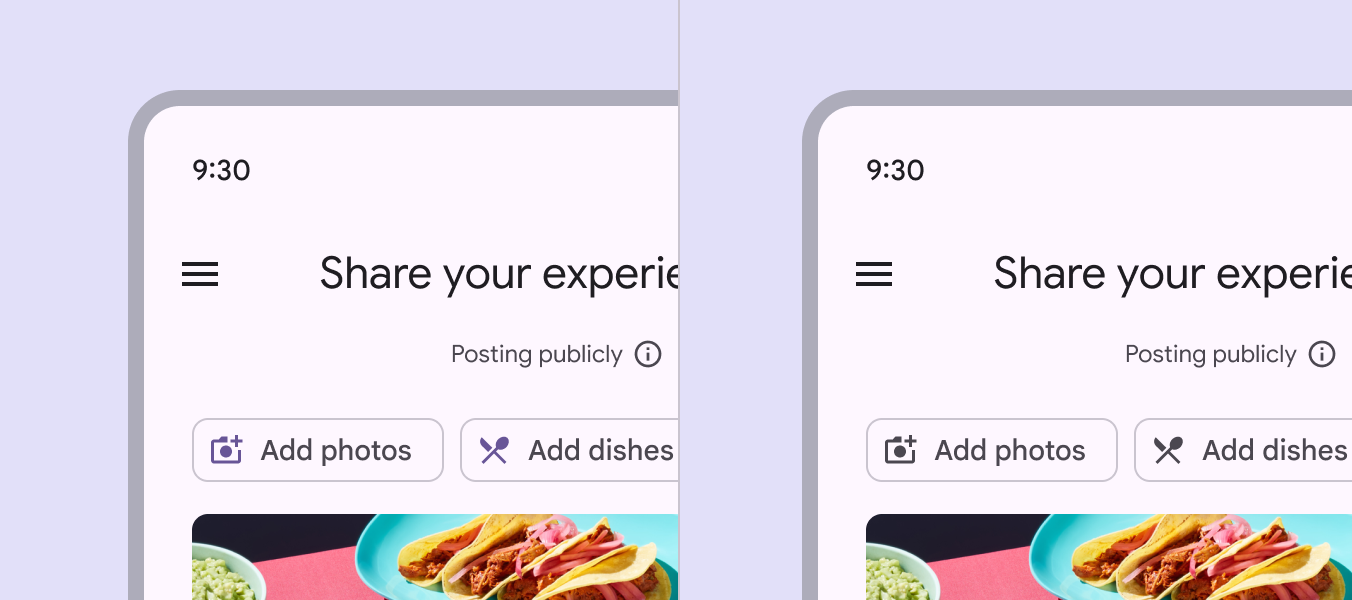 9:30
Share your experie
Posting publicly
Add photos
Add dishes
9:30
Share your experie
Posting publicly
Add photos
Add dishes